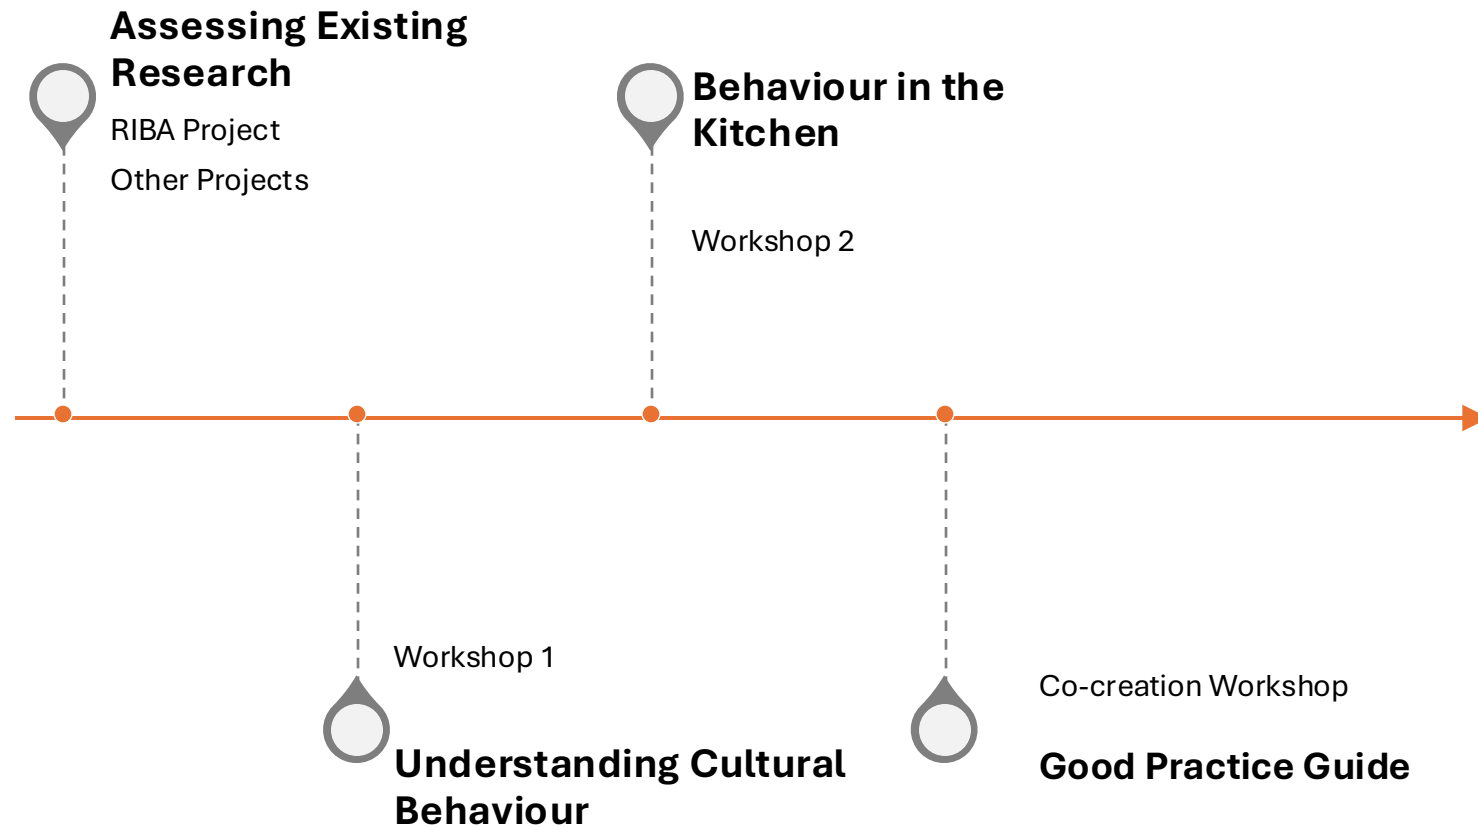 Assessing Existing
Research
RIBA Project
Other Projects
Behaviour in the
Kitchen
Workshop 2
Workshop 1
Understanding Cultural
Behaviour
Co-creation Workshop
Good Practice Guide